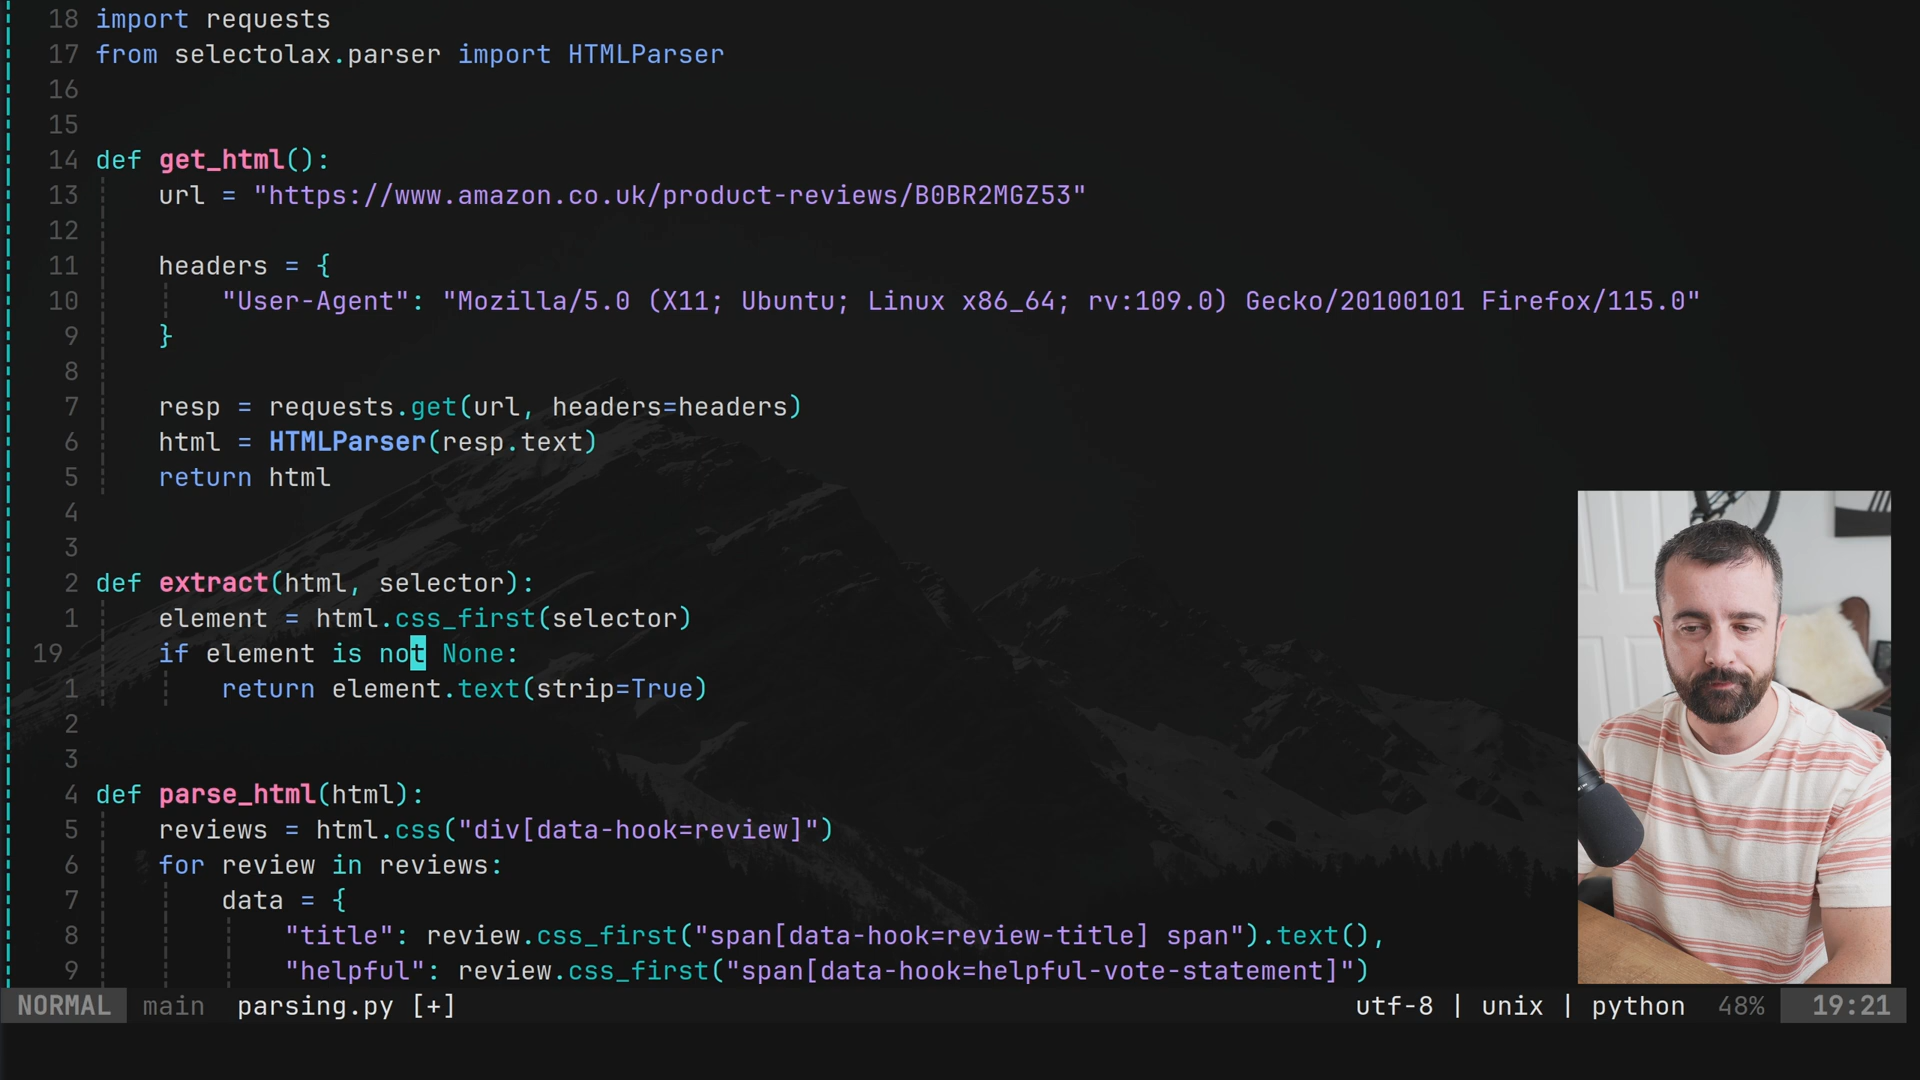 18 import requests
17 from selectolax.parser import HTMLParser
16
15
14 def get_html():
13     url = "https://www.amazon.co.uk/product-reviews/B0BR2MGZ53"
12
11     headers = {
10         "User-Agent": "Mozilla/5.0 (X11; Ubuntu; Linux x86_64; rv:109.0) Gecko/20100101 Firefox/115.0"
9     }
8
7     resp = requests.get(url, headers=headers)
6     html = HTMLParser(resp.text)
5     return html
4
3
2 def extract(html, selector):
1     element = html.css_first(selector)
19     if element is not None:
1         return element.text(strip=True)
2
3
4 def parse_html(html):
5     reviews = html.css("div[data-hook=review]")
6     for review in reviews:
7         data = {
8             "title": review.css_first("span[data-hook=review-title] span").text(),
9             "helpful": review.css_first("span[data-hook=helpful-vote-statement]")
NORMAL main parsing.py [+] utf-8 | unix | python 48% 19:21